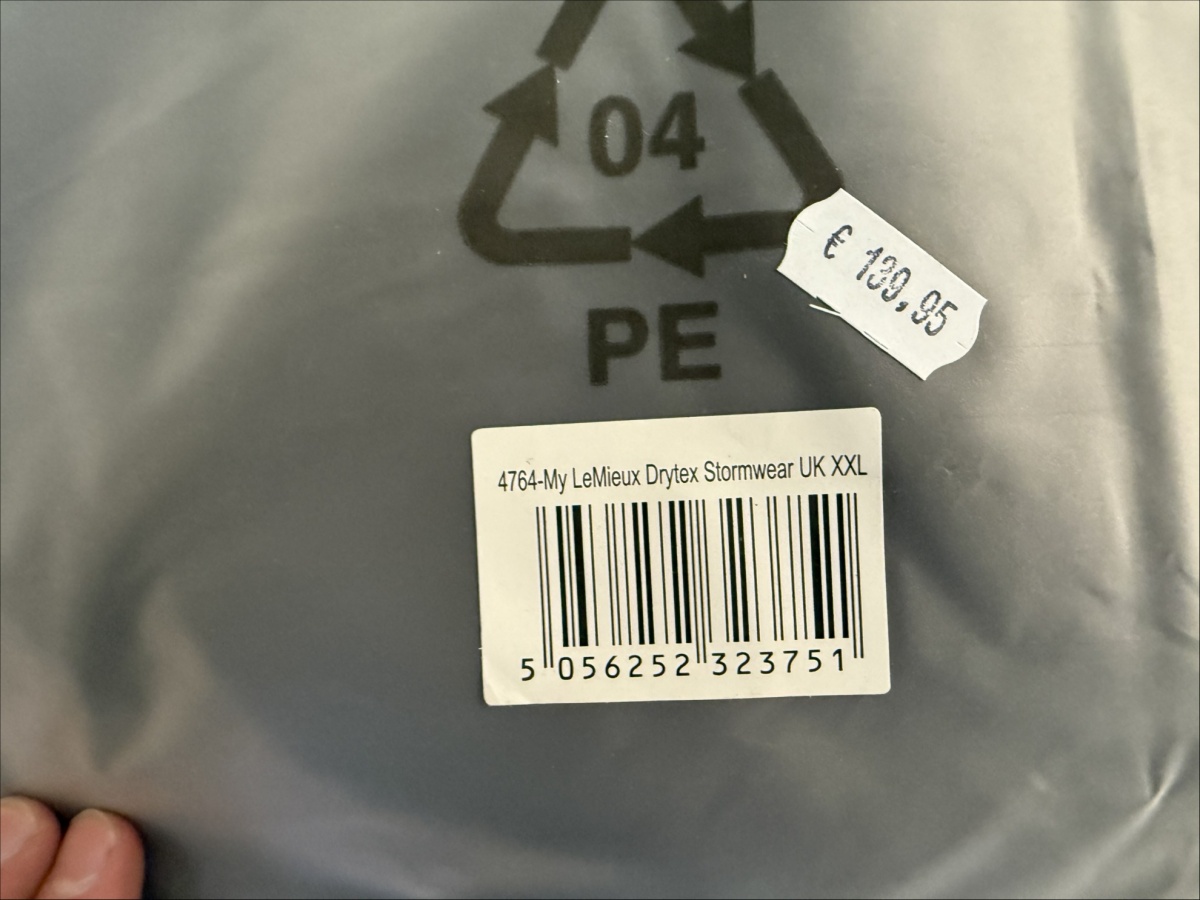 04
€ 139,95
PE
4764-My LeMieux Drytex Stormwear UK XXL
5 056252 323751